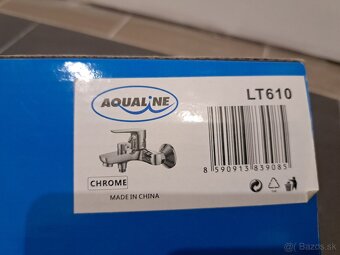 AQUALINE
LT610
8 590913 839085
CHROME
MADE IN CHINA
© Bazos.sk